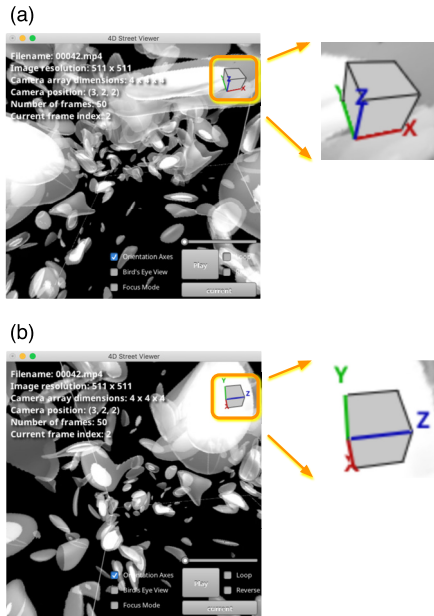 (a)
4D Street Viewer
Filename: 00042.mp4
Image resolution: 511 x 511
Camera array dimensions: 4 x 4 x 4
Camera position: (3, 2, 2)
Number of frames: 50
Current frame index: 2
Y Z X
Y Z X
Orientation Axes
Bird's Eye View
Play
Focus Mode
(b)
4D Street Viewer
Filename: 00042.mp4
Image resolution: 511 x 511
Camera array dimensions: 4 x 4 x 4
Camera position: (3, 2, 2)
Number of frames: 50
Current frame index: 2
Y
Z
X
Y
Z
X
Orientation Axes
Loop
Bird's Eye View
Play
Reverse
Focus Mode